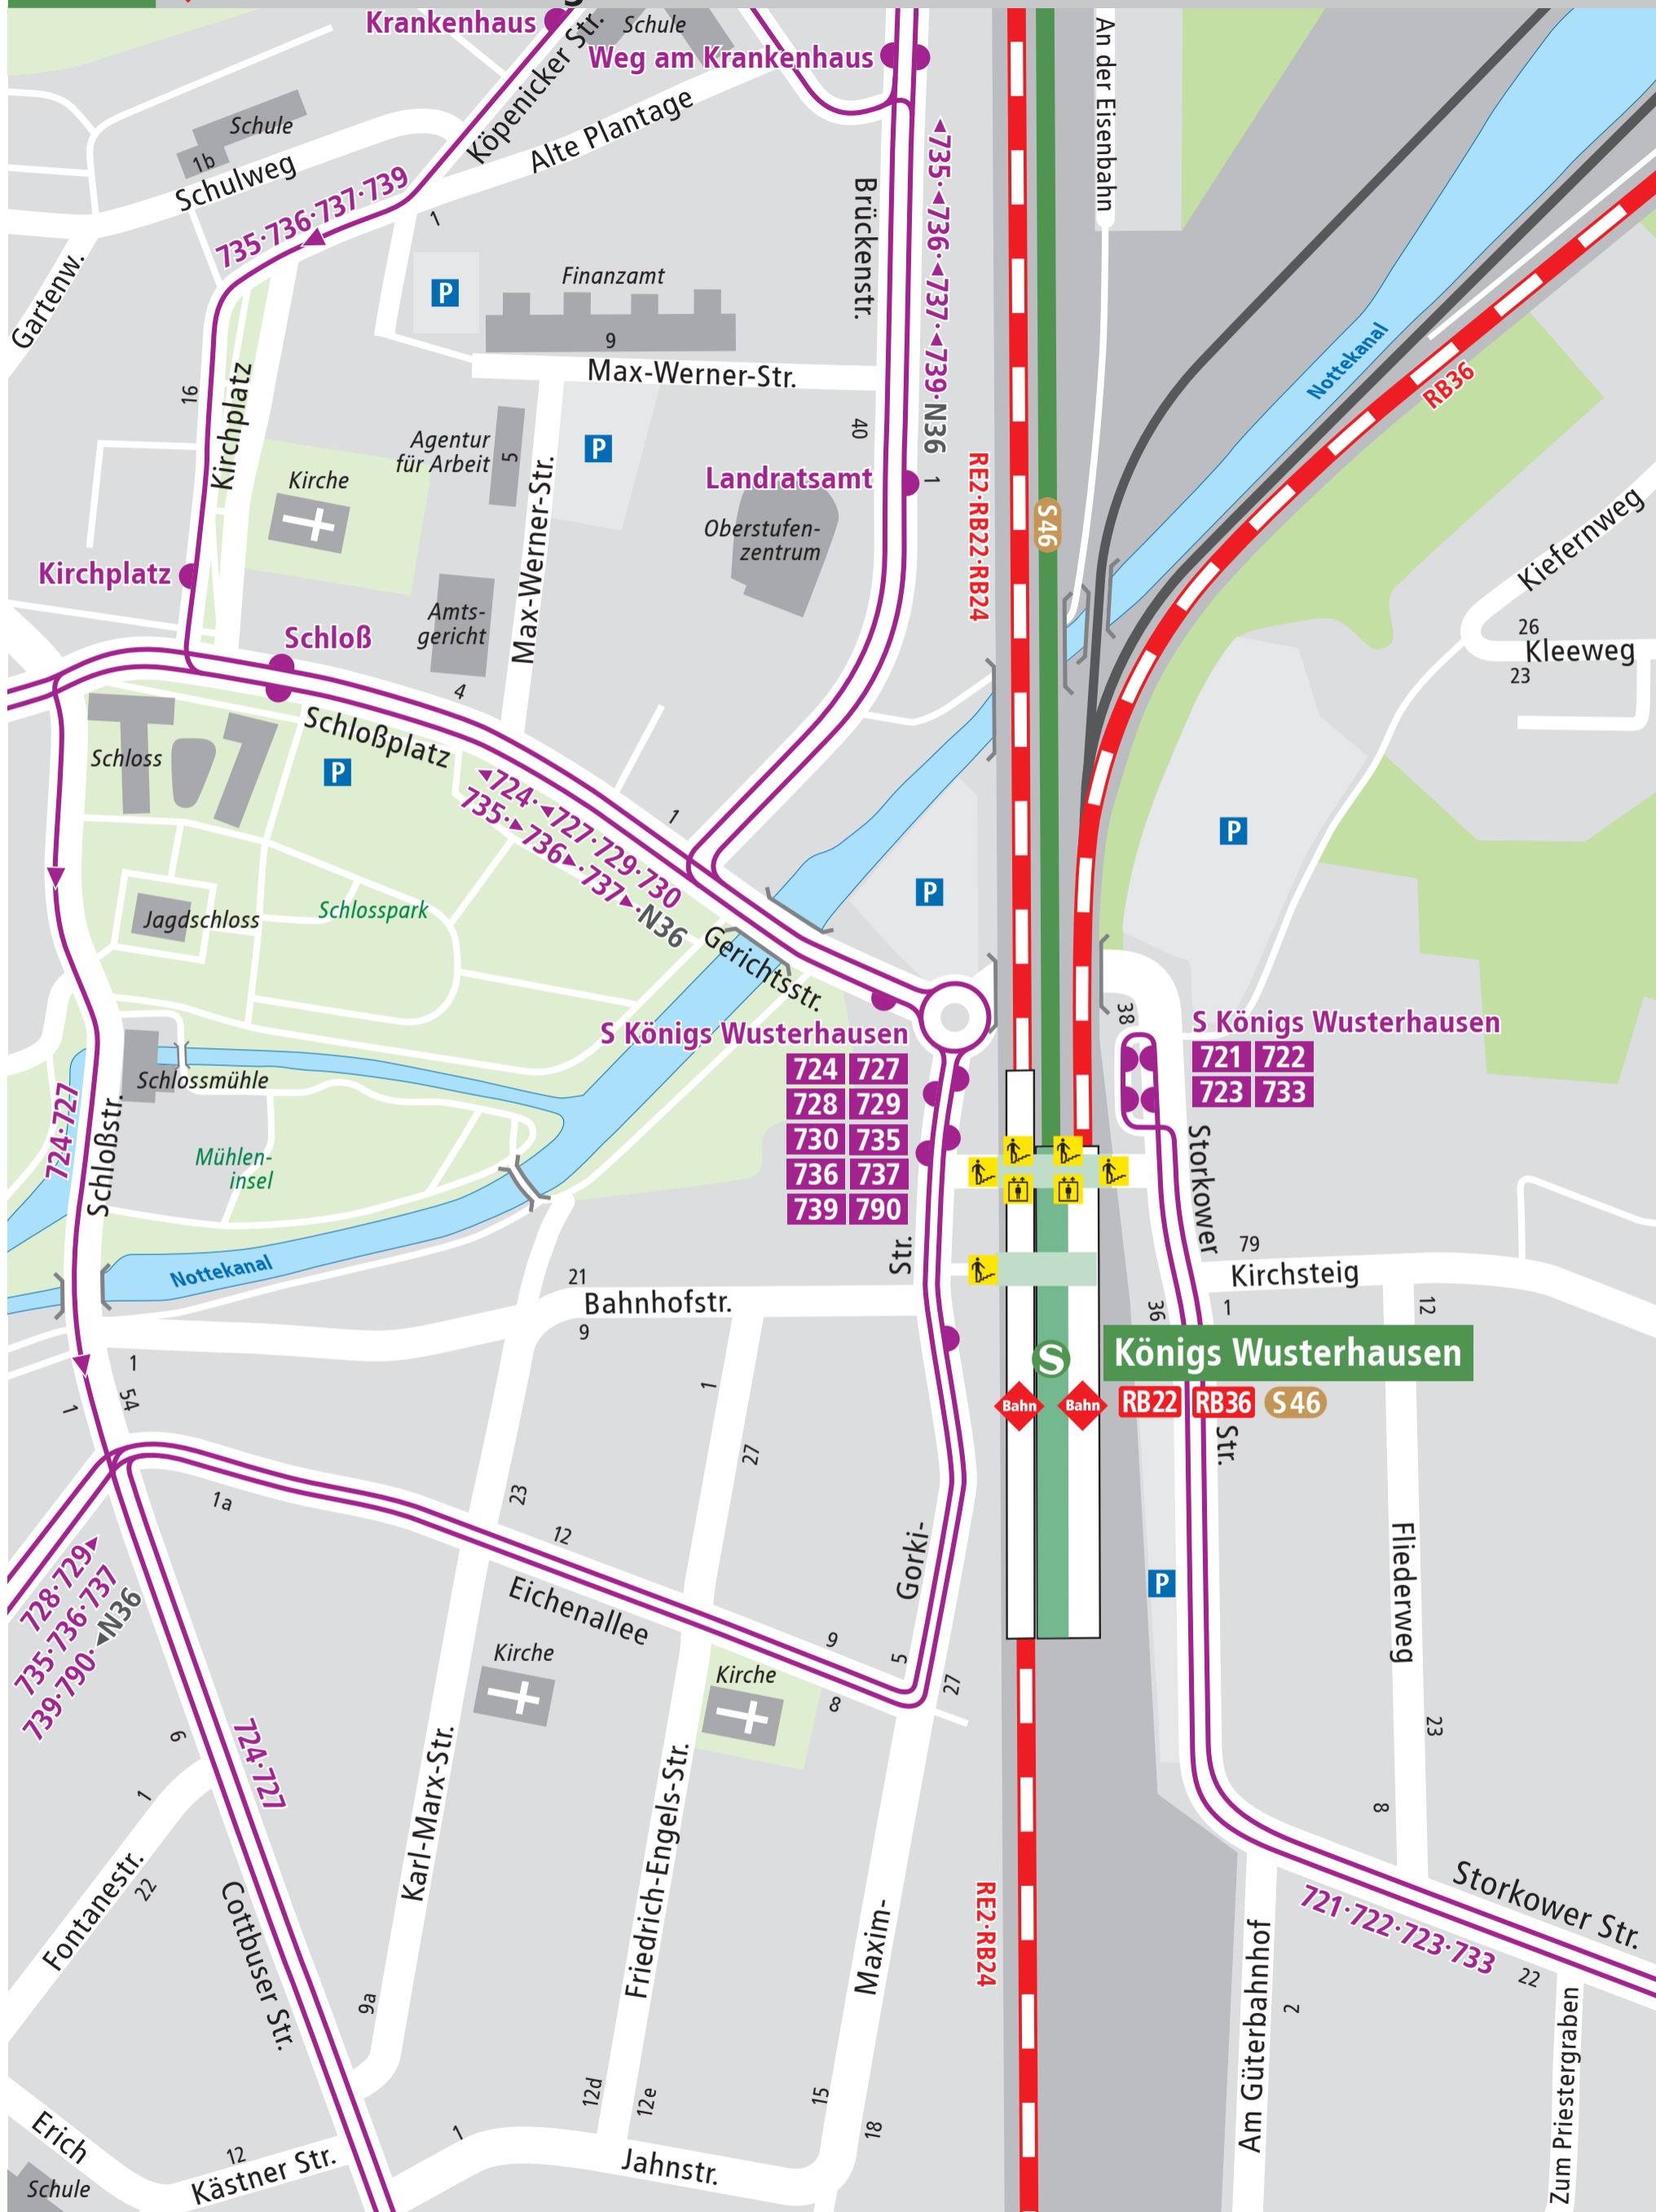 Krankenhaus
Köpenicker Str.
Schule
Weg am Krankenhaus
An der Eisenbahn
Schule
1b
Schulweg
Alte Plantage
735·736·737·739
1
Gartenw.
P
Finanzamt
9
Brückenstr.
◄735·◄736·◄737·◄739·N36
Max-Werner-Str.
Nottekanal
RB36
16
Kirchplatz
Agentur
für Arbeit
5
P
40
Kirche
Landratsamt
1
Oberstufen-
zentrum
RE2·RB22·RB24
S46
Max-Werner-Str.
Kirchplatz
Kiefernweg
26
Kleeweg
23
Schloß
Amts-
gericht
4
Schloßplatz
Schloss
P
◄724·◄727·729·730
735·►736►·737►·N36
1
P
P
Jagdschloss
Schlosspark
Gerichtsstr.
38
S Königs Wusterhausen
724 727
728 729
730 735
736 737
739 790
S Königs Wusterhausen
721 722
723 733
Schlossmühle
724·727
Schloßstr.
Mühlen-
insel
Storkower
Str.
79
Kirchsteig
Nottekanal
21
Bahnhofstr.
9
36
1
12
S
Königs Wusterhausen
Bahn
Bahn
RB22 RB36 S46
Str.
1
54
1
1
27
1a
23
12
Eichenallee
Gorki-
P
Fliederweg
728·729►
735·736·737
739·790·◄N36
Kirche
Kirche
9
8
5
27
6
724·727
1
Fontanestr.
22
Karl-Marx-Str.
Friedrich-Engels-Str.
23
8
Cottbuser Str.
Maxim-
RE2·RB24
Storkower Str.
721·722·723·733
22
9a
Am Güterbahnhof
2
Zum Priestergraben
12d
12e
15
18
Erich
Kästner Str.
12
1
Jahnstr.
Schule